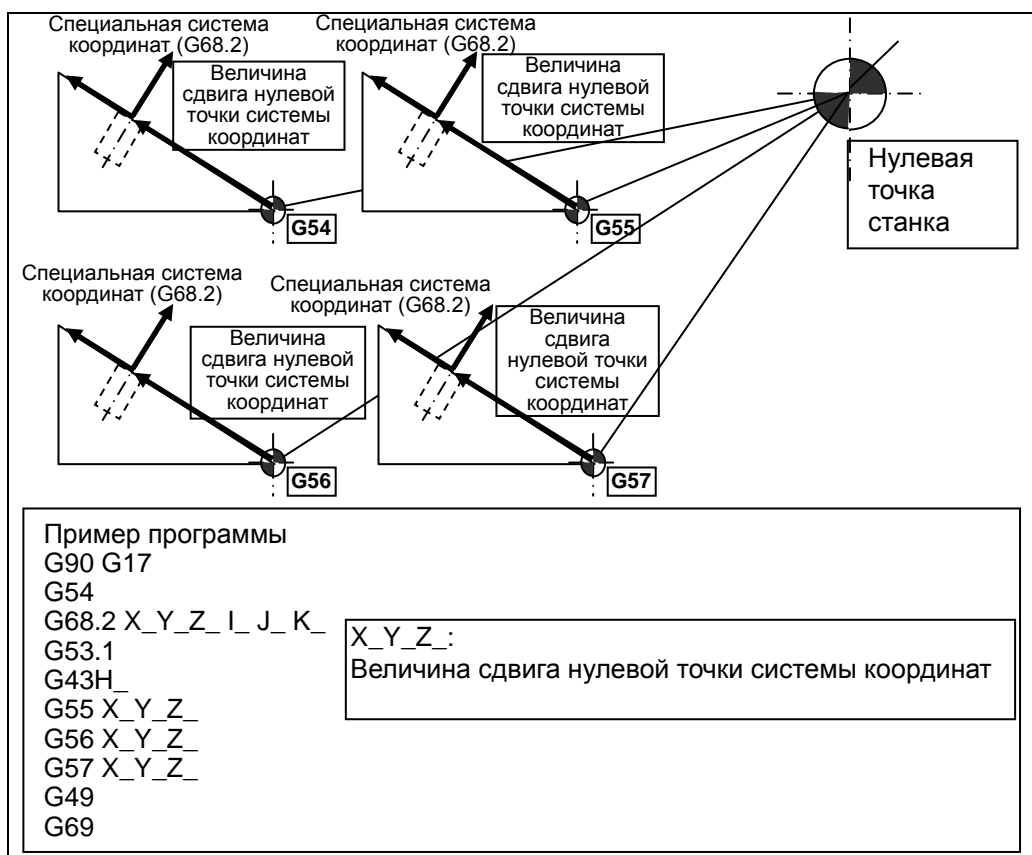 Специальная система
координат (G68.2)
Величина
сдвига нулевой
точки системы
координат
G54
Специальная система
координат (G68.2)
Величина
сдвига нулевой
точки системы
координат
G55
Нулевая
точка
станка
Специальная система
координат (G68.2)
Величина
сдвига нулевой
точки системы
координат
G56
Специальная система
координат (G68.2)
Величина
сдвига
нулевой точки
системы
координат
G57
Пример программы
G90 G17
G54
G68.2 X_Y_Z_ I_ J_ K_
G53.1
G43H_
G55 X_Y_Z_
G56 X_Y_Z_
G57 X_Y_Z_
G49
G69
X_Y_Z_:
Величина сдвига нулевой точки системы координат